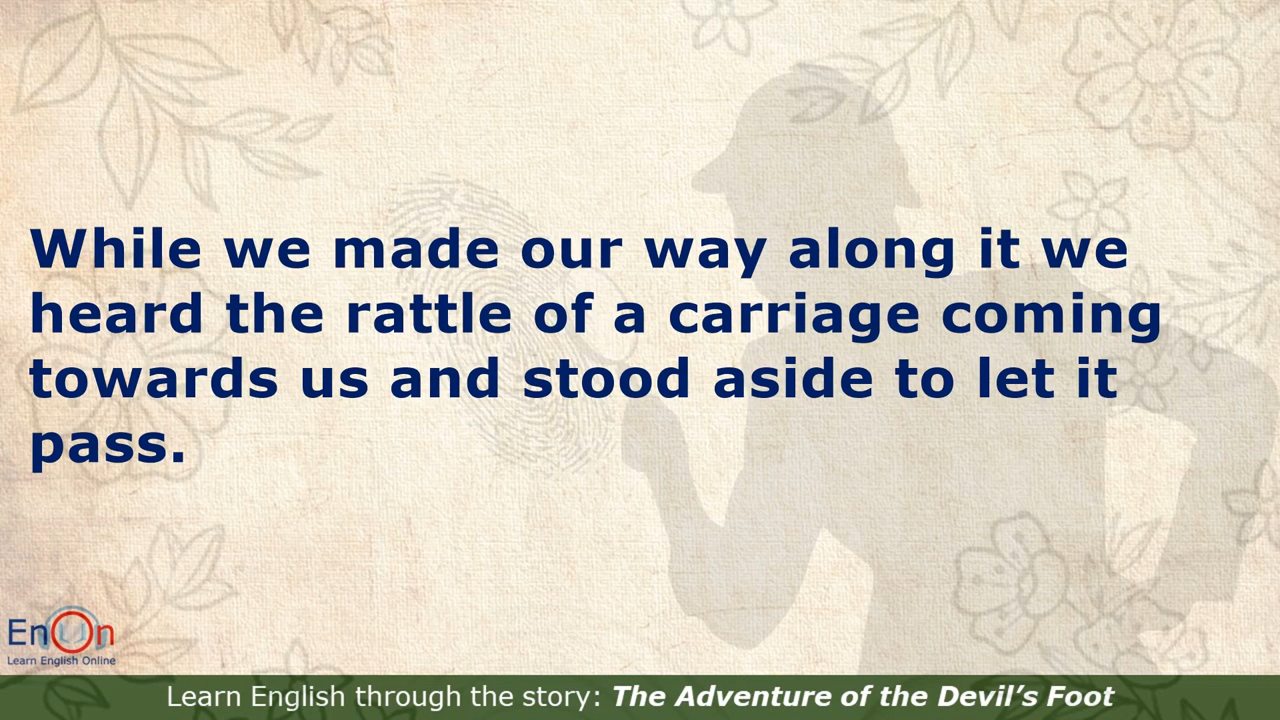 While we made our way along it we
heard the rattle of a carriage coming
towards us and stood aside to let it
pass.
EnOn
Learn English Online
Learn English through the story: The Adventure of the Devil’s Foot